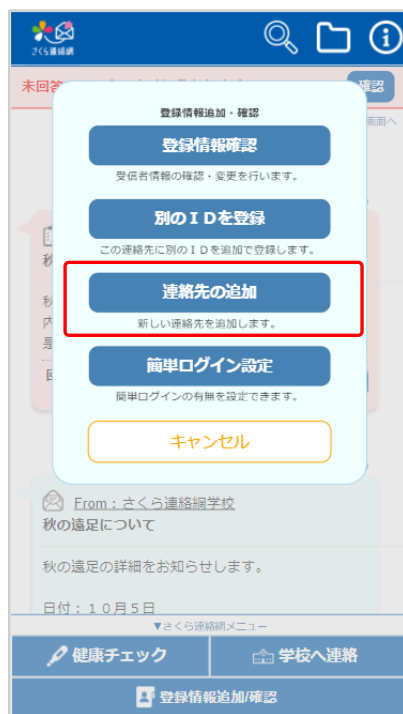 さくら連絡網
未回答
確認
画面へ
登録情報追加・確認
登録情報確認
受信者情報の確認・変更を行います。
別のIDを登録
この連絡先に別のIDを追加で登録します。
連絡先の追加
新しい連絡先を追加します。
簡単ログイン設定
簡単ログインの有無を設定できます。
キャンセル
秋
秋
内
是
From:さくら連絡網学校
秋の遠足について
秋の遠足の詳細をお知らせします。
日付:10月5日
▼さくら連絡網メニュー
健康チェック
学校へ連絡
登録情報追加/確認